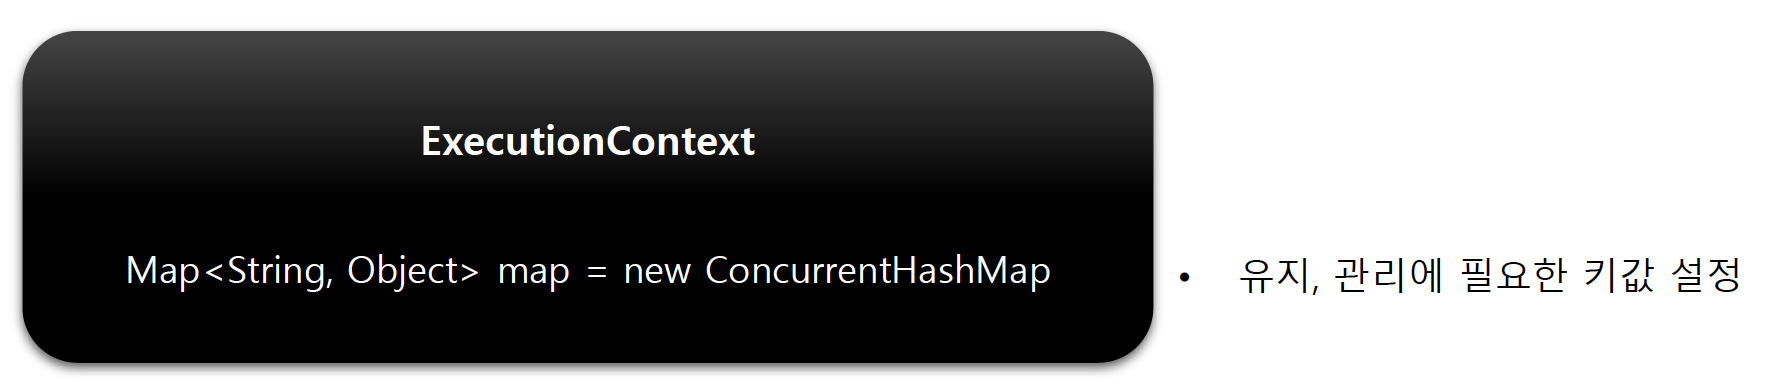 ExecutionContext
Map<String, Object> map = new ConcurrentHashMap
• 유지, 관리에 필요한 키값 설정